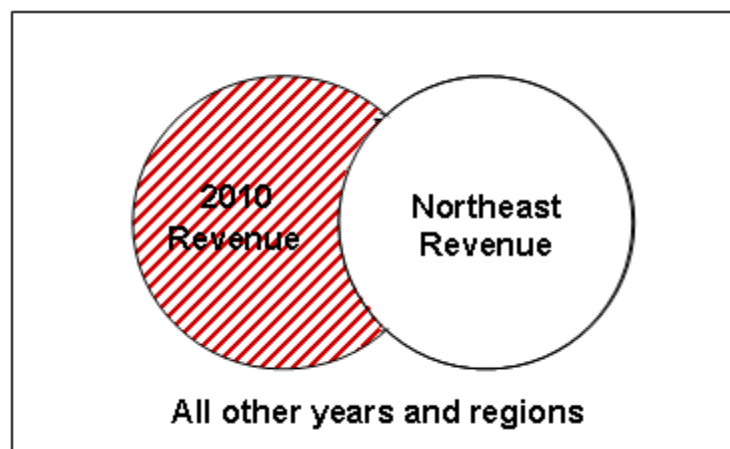 2010
Revenue
Northeast
Revenue
All other years and regions